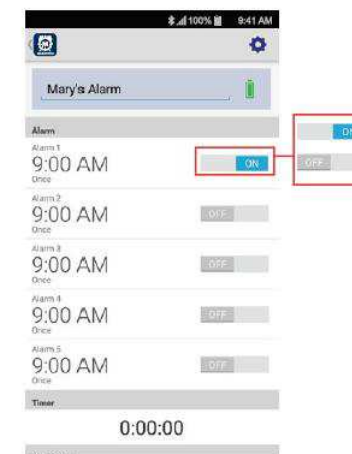 100% 9:41 AM
Mary's Alarm
Alarm
Alarm 1
9:00 AM
ON
Once
ON
OFF
Alarm 2
9:00 AM
OFF
Once
Alarm 3
9:00 AM
OFF
Once
Alarm 4
9:00 AM
OFF
Once
Alarm 5
9:00 AM
OFF
Once
Timer
0:00:00